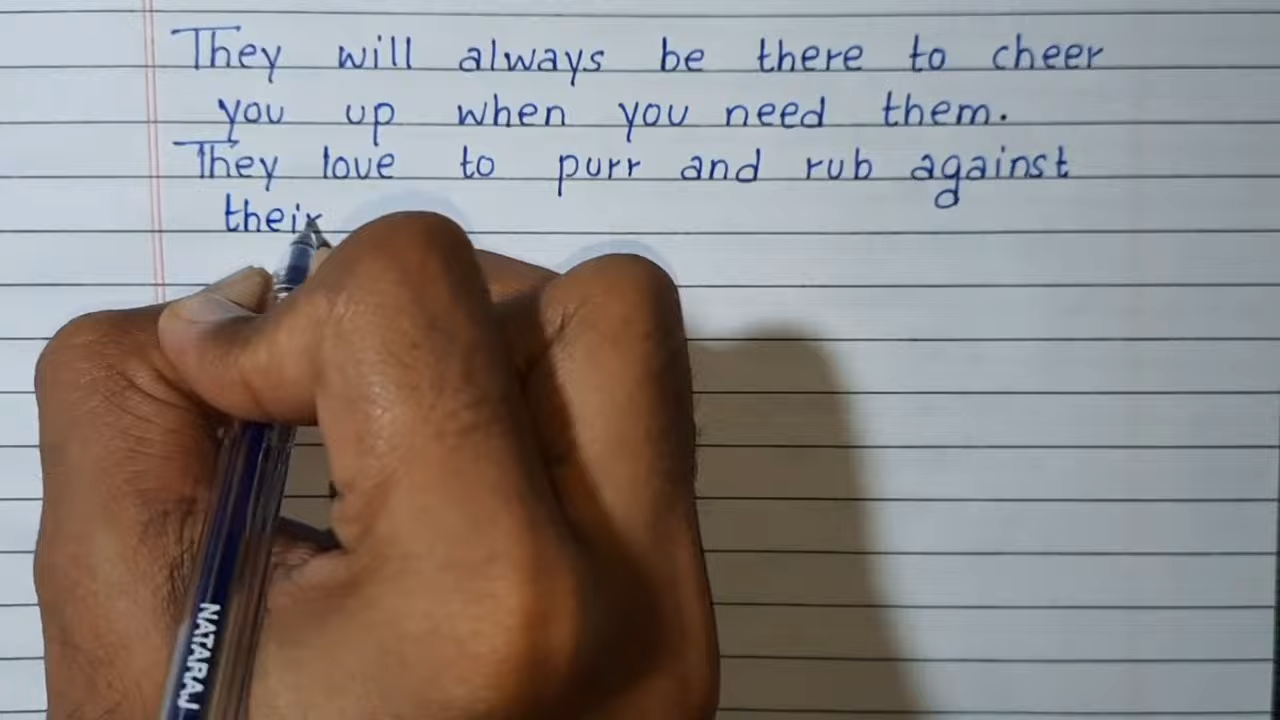 They will always be there to cheer
you up when you need them.
They love to purr and rub against
their
NATARAJ